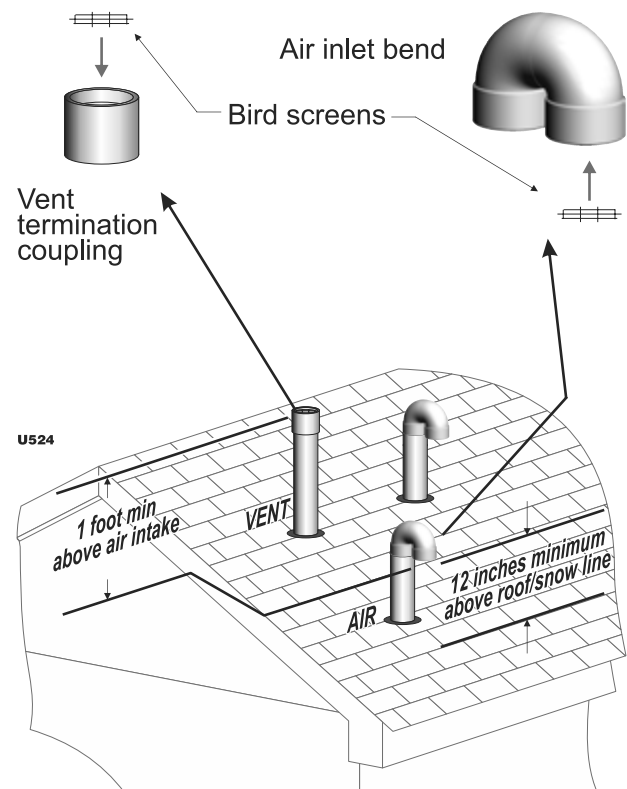 Air inlet bend
Bird screens
Vent
termination
coupling
U524
1 foot min
above air intake
VENT
12 inches minimum
above roof/snow line
AIR